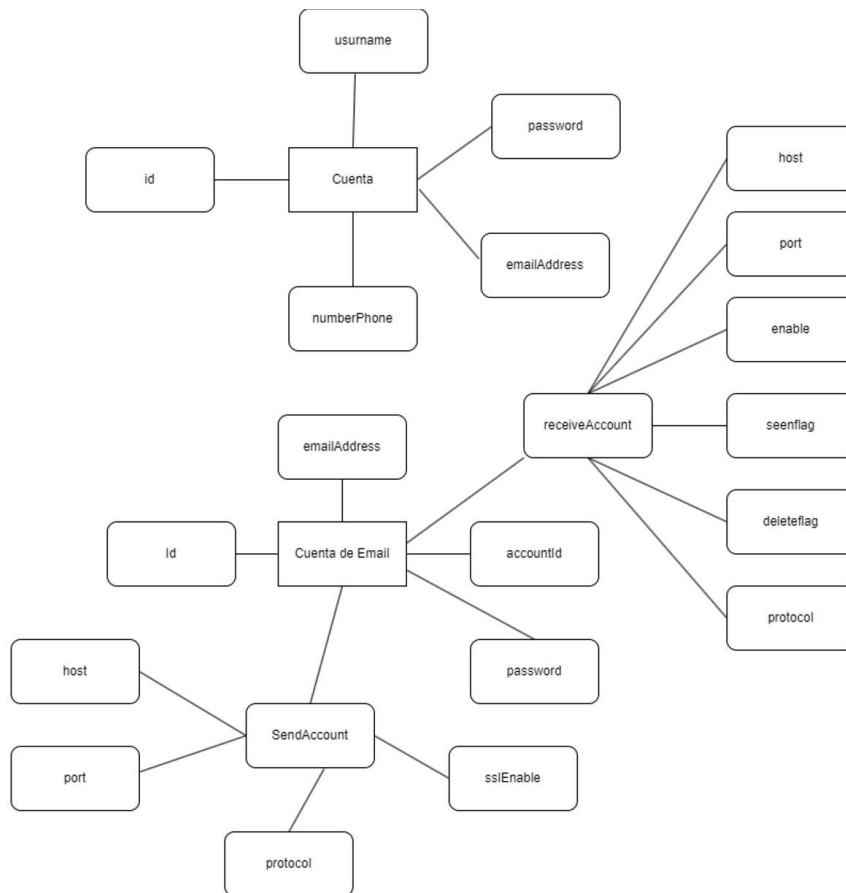 usurname
password
host
id
Cuenta
port
emailAddress
numberPhone
enable
receiveAccount
seenflag
emailAddress
deleteflag
Id
Cuenta de Email
accountId
protocol
host
password
SendAccount
port
sslEnable
protocol